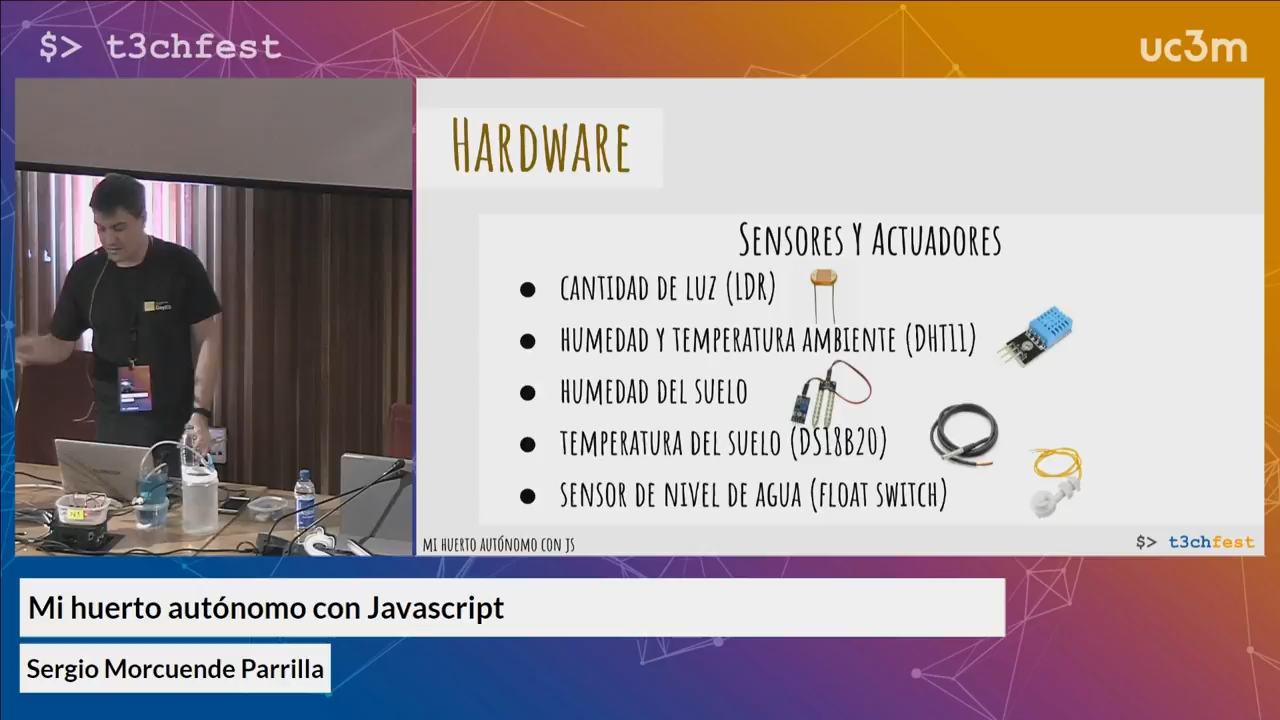 $> t3chfest
uc3m
HARDWARE
SENSORES Y ACTUADORES
● CANTIDAD DE LUZ (LDR)
● HUMEDAD Y TEMPERATURA AMBIENTE (DHT11)
● HUMEDAD DEL SUELO
● TEMPERATURA DEL SUELO (DS18B20)
● SENSOR DE NIVEL DE AGUA (FLOAT SWITCH)
MI HUERTO AUTÓNOMO CON JS
$> t3chfest
Mi huerto autónomo con Javascript
Sergio Morcuende Parrilla